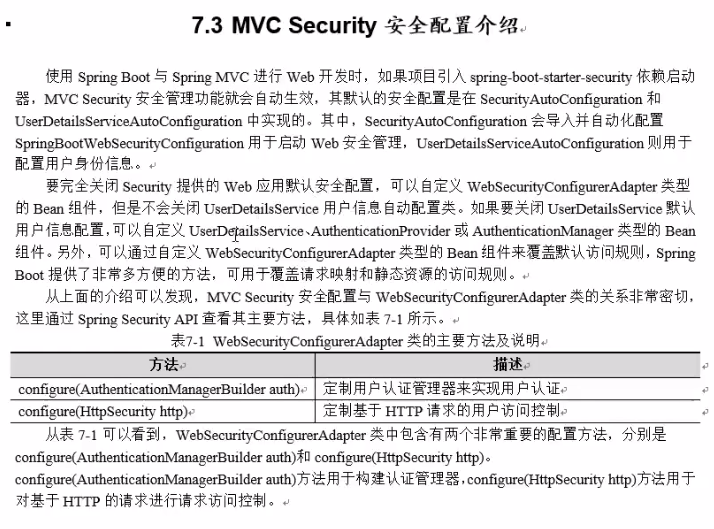 7.3 MVC Security 安全配置介绍
使用 Spring Boot 与 Spring MVC 进行 Web 开发时，如果项目引入 spring-boot-starter-security 依赖启动
器，MVC Security 安全管理功能就会自动生效，其默认的安全配置是在 SecurityAutoConfiguration 和
UserDetailsServiceAutoConfiguration 中实现的。其中，SecurityAutoConfiguration 会导入并自动化配置
SpringBootWebSecurityConfiguration 用于启动 Web 安全管理，UserDetailsServiceAutoConfiguration 则用于
配置用户身份信息。
要完全关闭 Security 提供的 Web 应用默认安全配置，可以自定义 WebSecurityConfigurerAdapter 类型
的 Bean 组件，但是不会关闭 UserDetailsService 用户信息自动配置类。如果要关闭 UserDetailsService 默认
用户信息配置，可以自定义 UserDetailsService、AuthenticationProvider 或 AuthenticationManager 类型的 Bean
组件。另外，可以通过自定义 WebSecurityConfigurerAdapter 类型的 Bean 组件来覆盖默认访问规则，Spring
Boot 提供了非常多方便的方法，可用于覆盖请求映射和静态资源的访问规则。
从上面的介绍可以发现，MVC Security 安全配置与 WebSecurityConfigurerAdapter 类的关系非常密切，
这里通过 Spring Security API 查看其主要方法，具体如表 7-1 所示。
表7-1 WebSecurityConfigurerAdapter 类的主要方法及说明
方法 描述
configure(AuthenticationManagerBuilder auth) 定制用户认证管理器来实现用户认证
configure(HttpSecurity http) 定制基于 HTTP 请求的用户访问控制
从表 7-1 可以看到，WebSecurityConfigurerAdapter 类中包含有两个非常重要的配置方法，分别是
configure(AuthenticationManagerBuilder auth)和 configure(HttpSecurity http)。
configure(AuthenticationManagerBuilder auth)方法用于构建认证管理器，configure(HttpSecurity http)方法用于
对基于 HTTP 的请求进行请求访问控制。